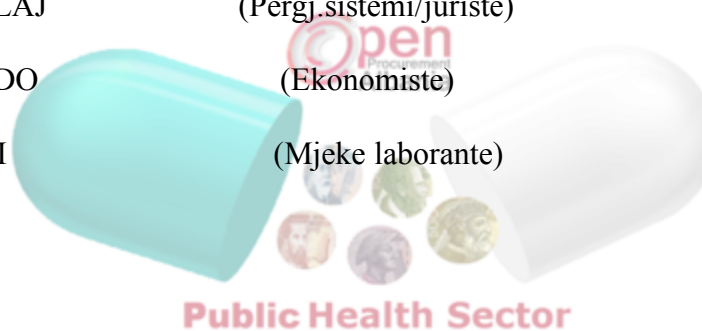 LAJ (Pergj.sistemi/juriste)
Open
Procurement
DO (Ekonomiste)
I (Mjeke laborante)
Public Health Sector